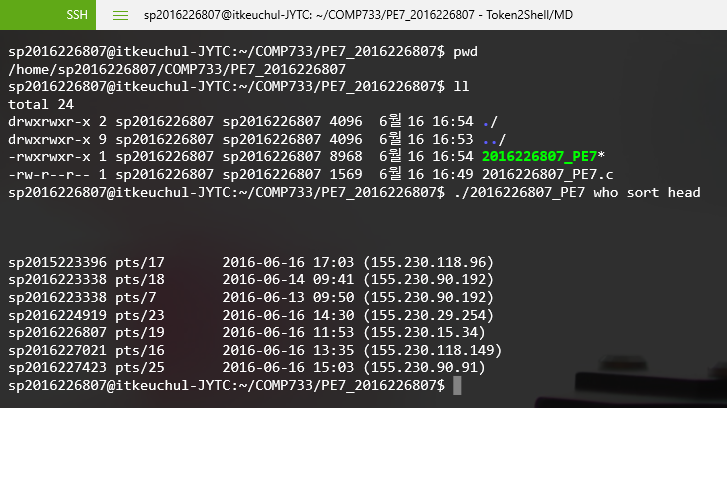 SSH
sp2016226807@itkeuchul-JYTC: ~/COMP733/PE7_2016226807 - Token2Shell/MD
sp2016226807@itkeuchul-JYTC:~/COMP733/PE7_2016226807$ pwd
/home/sp2016226807/COMP733/PE7_2016226807
sp2016226807@itkeuchul-JYTC:~/COMP733/PE7_2016226807$ ll
total 24
drwxrwxr-x 2 sp2016226807 sp2016226807 4096  6월 16 16:54 ./
drwxrwxr-x 9 sp2016226807 sp2016226807 4096  6월 16 16:53 ../
-rwxrwxr-x 1 sp2016226807 sp2016226807 8968  6월 16 16:54 2016226807_PE7*
-rw-r--r-- 1 sp2016226807 sp2016226807 1569  6월 16 16:49 2016226807_PE7.c
sp2016226807@itkeuchul-JYTC:~/COMP733/PE7_2016226807$ ./2016226807_PE7 who sort head
sp2015223396 pts/17       2016-06-16 17:03 (155.230.118.96)
sp2016223338 pts/18       2016-06-14 09:41 (155.230.90.192)
sp2016223338 pts/7        2016-06-13 09:50 (155.230.90.192)
sp2016224919 pts/23       2016-06-16 14:30 (155.230.29.254)
sp2016226807 pts/19       2016-06-16 11:53 (155.230.15.34)
sp2016227021 pts/16       2016-06-16 13:35 (155.230.118.149)
sp2016227423 pts/25       2016-06-16 15:03 (155.230.90.91)
sp2016226807@itkeuchul-JYTC:~/COMP733/PE7_2016226807$